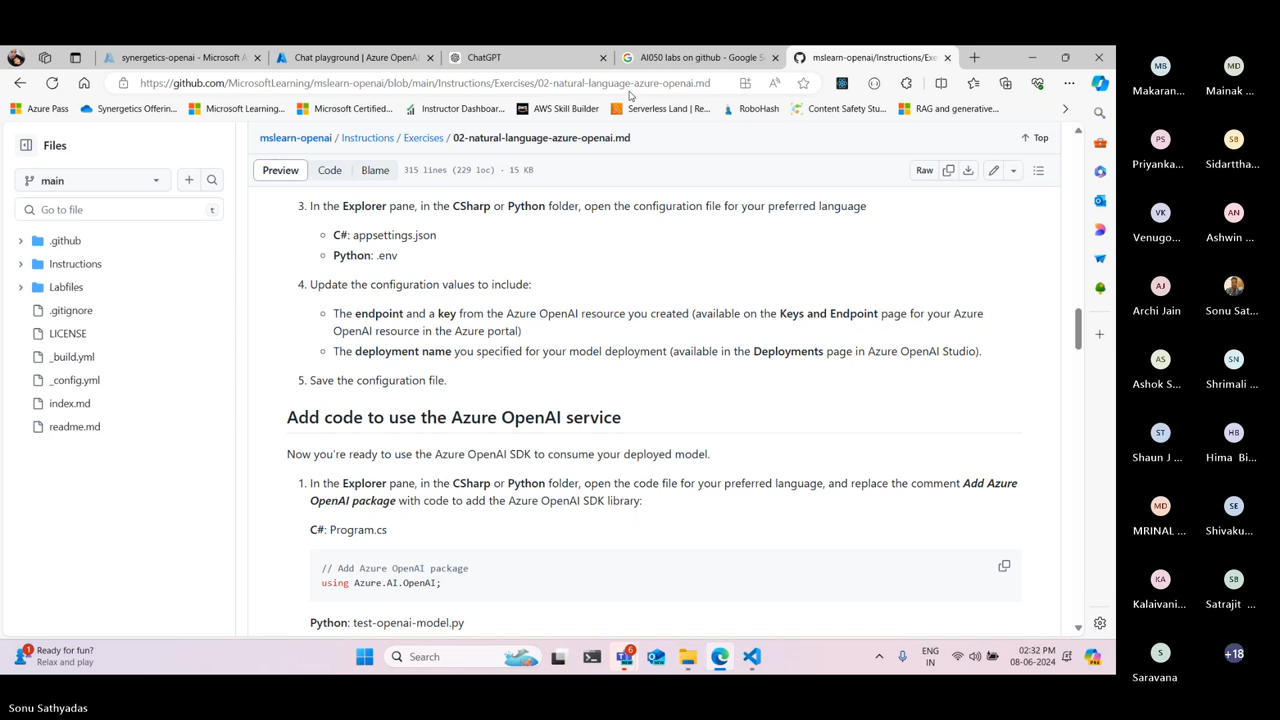 synergetics-openai - Microsoft A
Chat playground | Azure OpenAI
ChatGPT
AI050 labs on github - Google S
mslearn-openai/Instructions/Exe
https://github.com/MicrosoftLearning/mslearn-openai/blob/main/Instructions/Exercises/02-natural-language-azure-openai.md
Azure Pass
Synergetics Offerin...
Microsoft Learning...
Microsoft Certified...
Instructor Dashboar...
AWS Skill Builder
Serverless Land | Re...
RoboHash
Content Safety Stu...
RAG and generative...
Files
main
Go to file
t
.github
Instructions
Labfiles
.gitignore
LICENSE
_build.yml
_config.yml
index.md
readme.md
mslearn-openai / Instructions / Exercises / 02-natural-language-azure-openai.md
Top
Preview
Code
Blame
315 lines (229 loc) · 15 KB
Raw
3. In the Explorer pane, in the CSharp or Python folder, open the configuration file for your preferred language
C#: appsettings.json
Python: .env
4. Update the configuration values to include:
The endpoint and a key from the Azure OpenAI resource you created (available on the Keys and Endpoint page for your Azure
OpenAI resource in the Azure portal)
The deployment name you specified for your model deployment (available in the Deployments page in Azure OpenAI Studio).
5. Save the configuration file.
Add code to use the Azure OpenAI service
Now you're ready to use the Azure OpenAI SDK to consume your deployed model.
1. In the Explorer pane, in the CSharp or Python folder, open the code file for your preferred language, and replace the comment Add Azure
OpenAI package with code to add the Azure OpenAI SDK library:
C#: Program.cs
// Add Azure OpenAI package
using Azure.AI.OpenAI;
Python: test-openai-model.py
1
Ready for fun?
Relax and play
Search
6
ENG
IN
02:32 PM
08-06-2024
MB
Makaran...
MD
Mainak ...
PS
Priyanka...
SB
Sidarttha...
VK
Venugo...
AN
Ashwin ...
AJ
Archi Jain
Sonu Sat...
AS
Ashok S...
SN
Shrimali ...
ST
Shaun J ...
HB
Hima Bi...
MD
MRINAL ...
SE
Shivaku...
KA
Kalaivani...
SB
Satrajit ...
S
Saravana
+18
Sonu Sathyadas